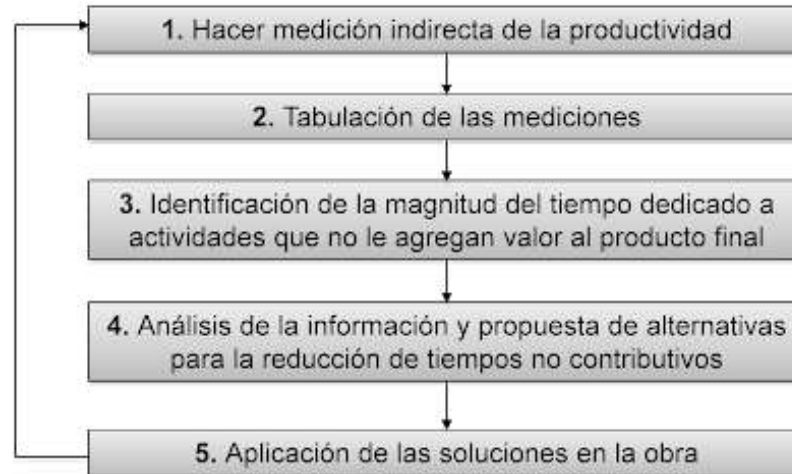 1. Hacer medición indirecta de la productividad
2. Tabulación de las mediciones
3. Identificación de la magnitud del tiempo dedicado a
actividades que no le agregan valor al producto final
4. Análisis de la información y propuesta de alternativas
para la reducción de tiempos no contributivos
5. Aplicación de las soluciones en la obra